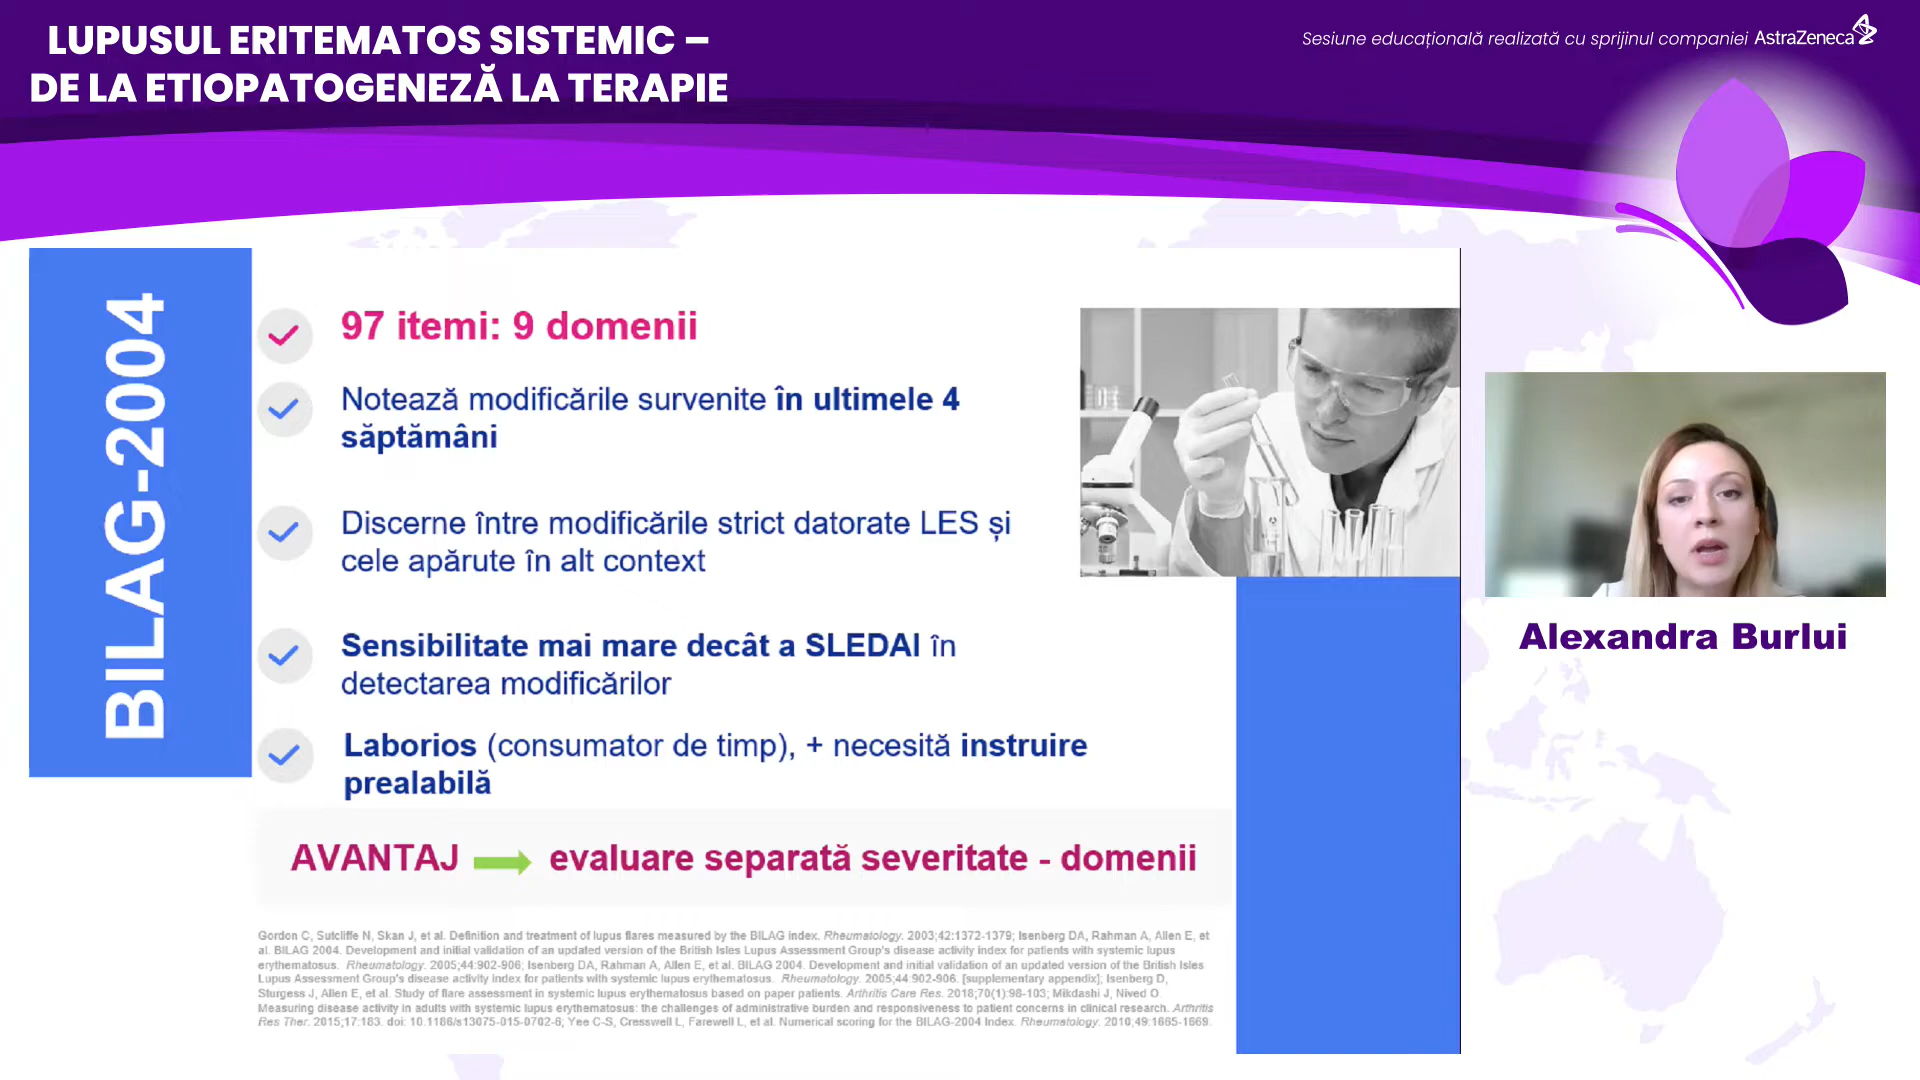 LUPUSUL ERITEMATOS SISTEMIC –
DE LA ETIOPATOGENEZĂ LA TERAPIE
Sesiune educațională realizată cu sprijinul companiei AstraZeneca
BILAG-2004
97 itemi: 9 domenii
Notează modificările survenite în ultimele 4
săptămâni
Discerne între modificările strict datorate LES și
cele apărute în alt context
Sensibilitate mai mare decât a SLEDAI în
detectarea modificărilor
Laborios (consumator de timp), + necesită instruire
prealabilă
AVANTAJ evaluare separată severitate - domenii
Alexandra Burlui
Gordon C, Sutcliffe N, Skan J, et al. Definition and treatment of lupus flares measured by the BILAG index. Rheumatology. 2003;42:1372-1379; Isenberg DA, Rahman A, Allen E, et
al. BILAG 2004. Development and initial validation of an updated version of the British Isles Lupus Assessment Group's disease activity index for patients with systemic lupus
erythematosus. Rheumatology. 2005;44:902-906; Isenberg DA, Rahman A, Allen E, et al. BILAG 2004. Development and initial validation of an updated version of the British Isles
Lupus Assessment Group's disease activity index for patients with systemic lupus erythematosus. Rheumatology. 2005;44:902-906. [supplementary appendix]; Isenberg D,
Sturgess J, Allen E, et al. Study of flare assessment in systemic lupus erythematosus based on paper patients. Arthritis Care Res. 2018;70(1):98-103; Mikdashi J, Nived O.
Measuring disease activity in adults with systemic lupus erythematosus: the challenges of administrative burden and responsiveness to patient concerns in clinical research. Arthritis
Res Ther. 2015;17:183. doi: 10.1186/s13075-015-0702-6; Yee C-S, Cresswell L, Farewell L, et al. Numerical scoring for the BILAG-2004 Index. Rheumatology. 2010;49:1665-1669.